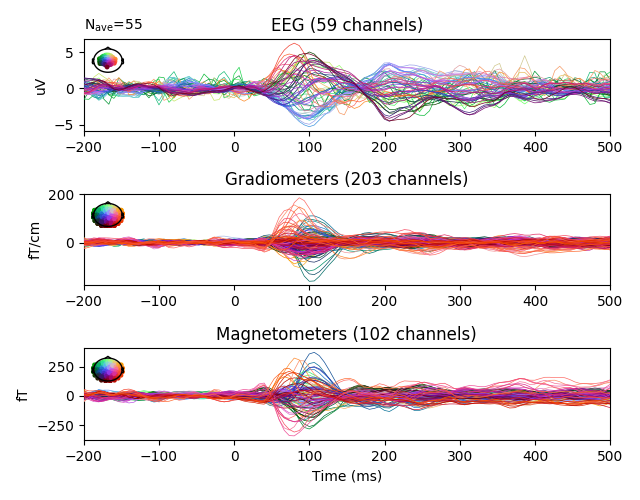 N_ave=55
EEG (59 channels)
5
0
−5
uV
−200 −100 0 100 200 300 400 500
Gradiometers (203 channels)
200
0
fT/cm
−200 −100 0 100 200 300 400 500
Magnetometers (102 channels)
250
0
−250
fT
−200 −100 0 100 200 300 400 500
Time (ms)